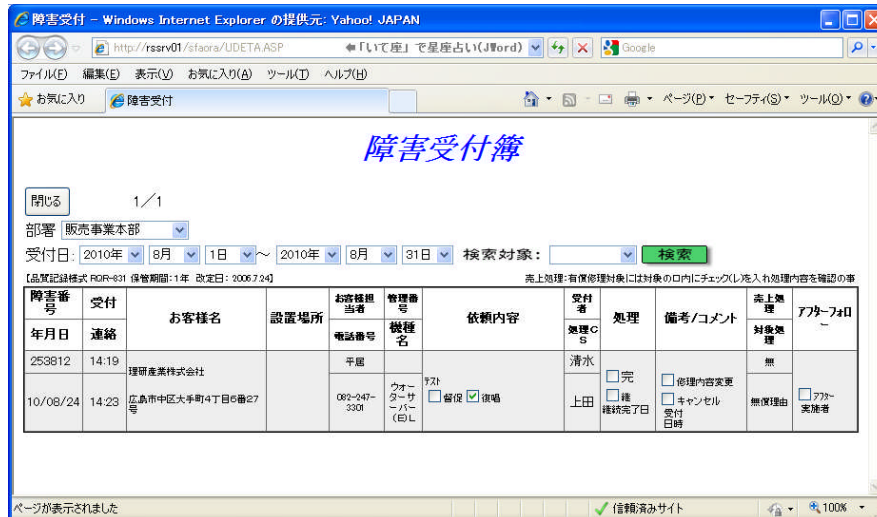 障害受付 - Windows Internet Explorer の提供元: Yahoo! JAPAN
http://rssrv01/sfaora/UDETA.ASP
「いて座」で星座占い(JWord)
Google
ファイル(F) 編集(E) 表示(V) お気に入り(A) ツール(T) ヘルプ(H)
お気に入り 障害受付 ページ(P) セーフティ(S) ツール(O)
障害受付簿
閉じる 1/1
部署 販売事業本部
受付日: 2010年 8月 1日 ~ 2010年 8月 31日 検索対象: 検索
【品質記録様式 RQR-831 保管期間:1年 改定日:2006.7.24】 売上処理:有償修理対象には対象の口内にチェック(レ)を入れ処理内容を確認の事
障害番号 受付 お客様名 設置場所 お客様担当者 管理番号 依頼内容 受付者 処理 備考/コメント 売上処理 アフターフォロー
年月日 連絡 電話番号 機種名 処理CS 対象処理
253812 14:19 理研産業株式会社 平居 清水 無
10/08/24 14:23 広島市中区大手町4丁目6番27号 082-247-3301 ウォーターサーバー(E)L テスト 督促 復唱 上田 完 継 継続完了日 修理内容変更 キャンセル 受付日時 無償理由 アフター実施者
ページが表示されました 信頼済みサイト 100%